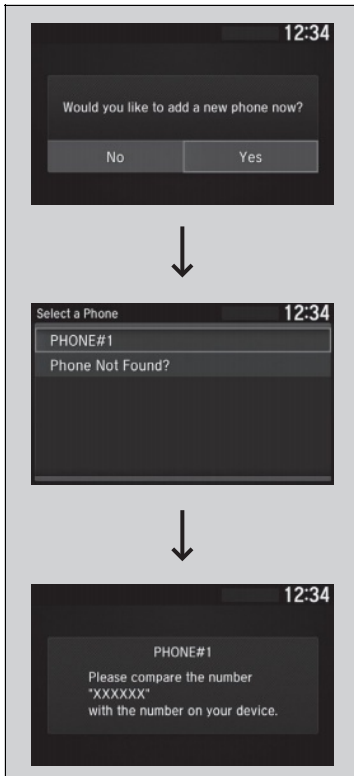 12:34
Would you like to add a new phone now?
No Yes
Select a Phone 12:34
PHONE#1
Phone Not Found?
12:34
PHONE#1
Please compare the number
"XXXXXX"
with the number on your device.